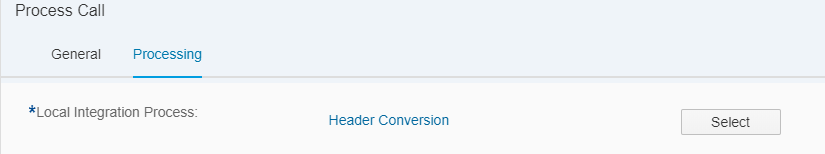 Process Call
General Processing
*Local Integration Process:
Header Conversion Select